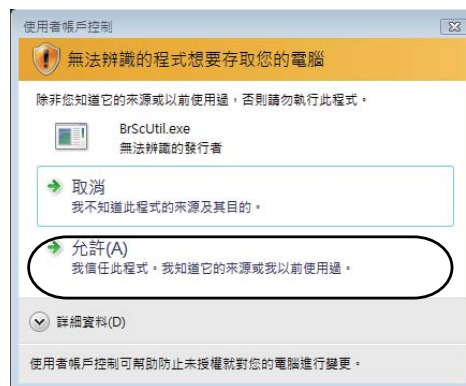 使用者帳戶控制
無法辨識的程式想要存取您的電腦
除非您知道它的來源或以前使用過，否則請勿執行此程式。
BrScUtil.exe
無法辨識的發行者
取消
我不知道此程式的來源及其目的。
允許(A)
我信任此程式。我知道它的來源或我以前使用過。
詳細資料(D)
使用者帳戶控制可幫助防止未授權就對您的電腦進行變更。